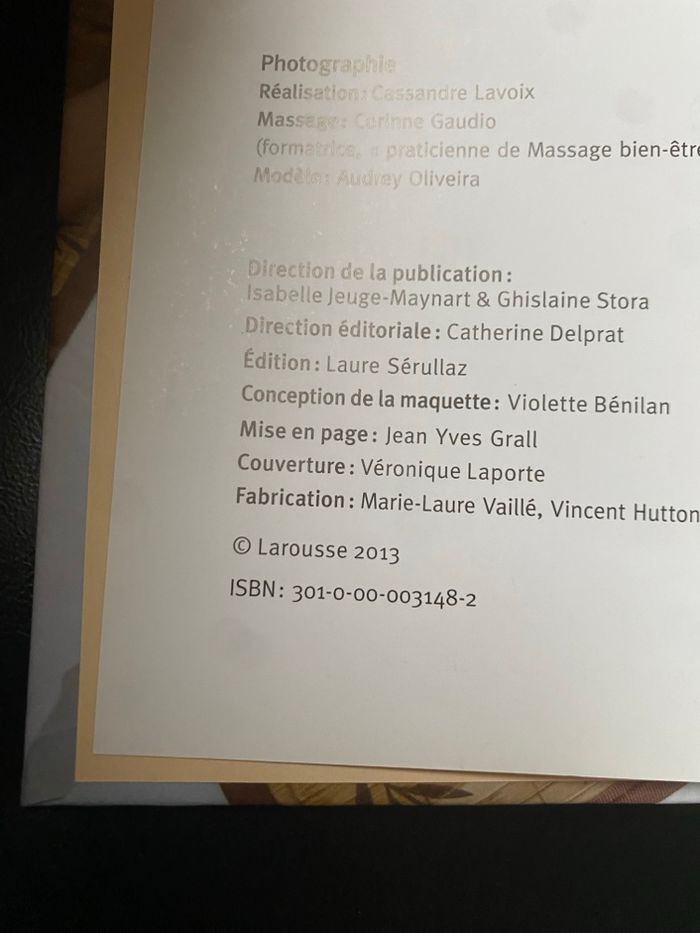 Photographie
Réalisation: Cassandre Lavoix
Massage: Corinne Gaudio
(formatrice, praticienne de Massage bien-être
Modèle: Audrey Oliveira
Direction de la publication:
Isabelle Jeuge-Maynart & Ghislaine Stora
Direction éditoriale: Catherine Delprat
Édition: Laure Sérullaz
Conception de la maquette: Violette Bénilan
Mise en page: Jean Yves Grall
Couverture: Véronique Laporte
Fabrication: Marie-Laure Vaillé, Vincent Hutton
© Larousse 2013
ISBN: 301-0-00-003148-2